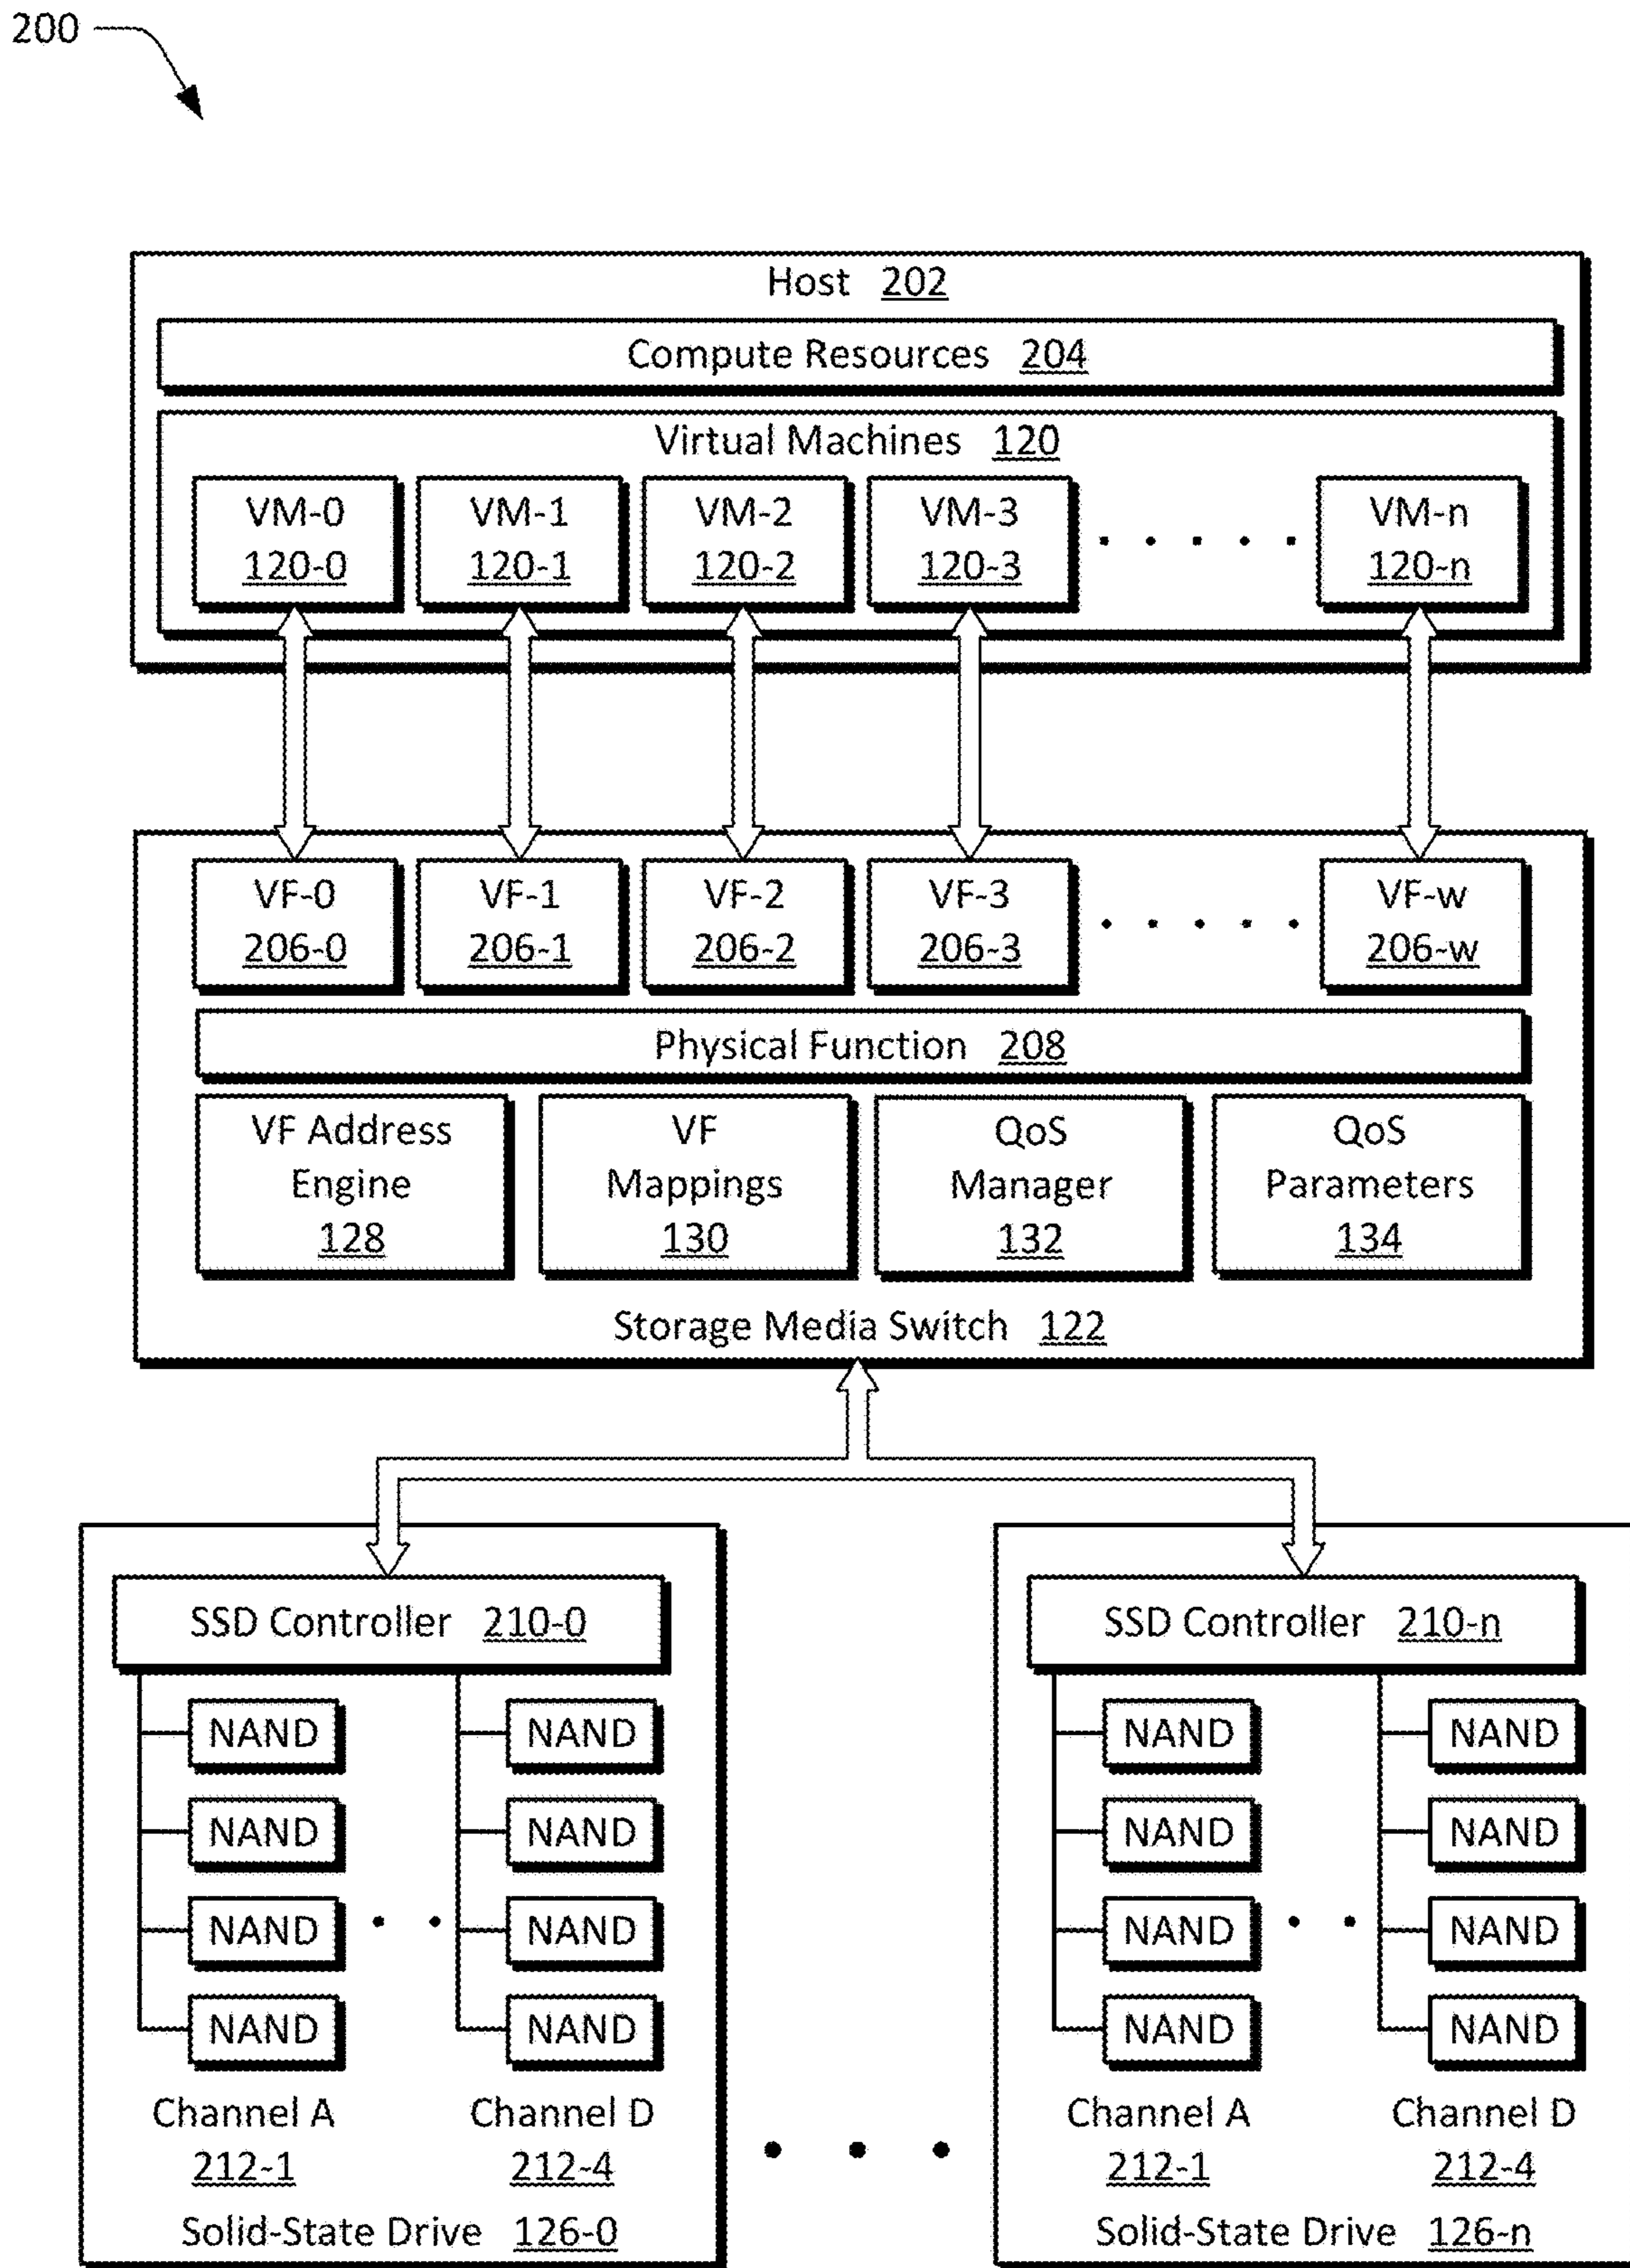 200
Host 202
Compute Resources 204
Virtual Machines 120
VM-0 VM-1 VM-2 VM-3 VM-n
120-0 120-1 120-2 120-3 120-n
VF-0 VF-1 VF-2 VF-3 VF-w
206-0 206-1 206-2 206-3 206-w
Physical Function 208
VF Address
Engine
128
VF
Mappings
130
QoS
Manager
132
QoS
Parameters
134
Storage Media Switch 122
SSD Controller 210-0
NAND NAND
NAND NAND
NAND NAND
NAND NAND
Channel A Channel D
212-1 212-4
Solid-State Drive 126-0
SSD Controller 210-n
NAND NAND
NAND NAND
NAND NAND
NAND NAND
Channel A Channel D
212-1 212-4
Solid-State Drive 126-n